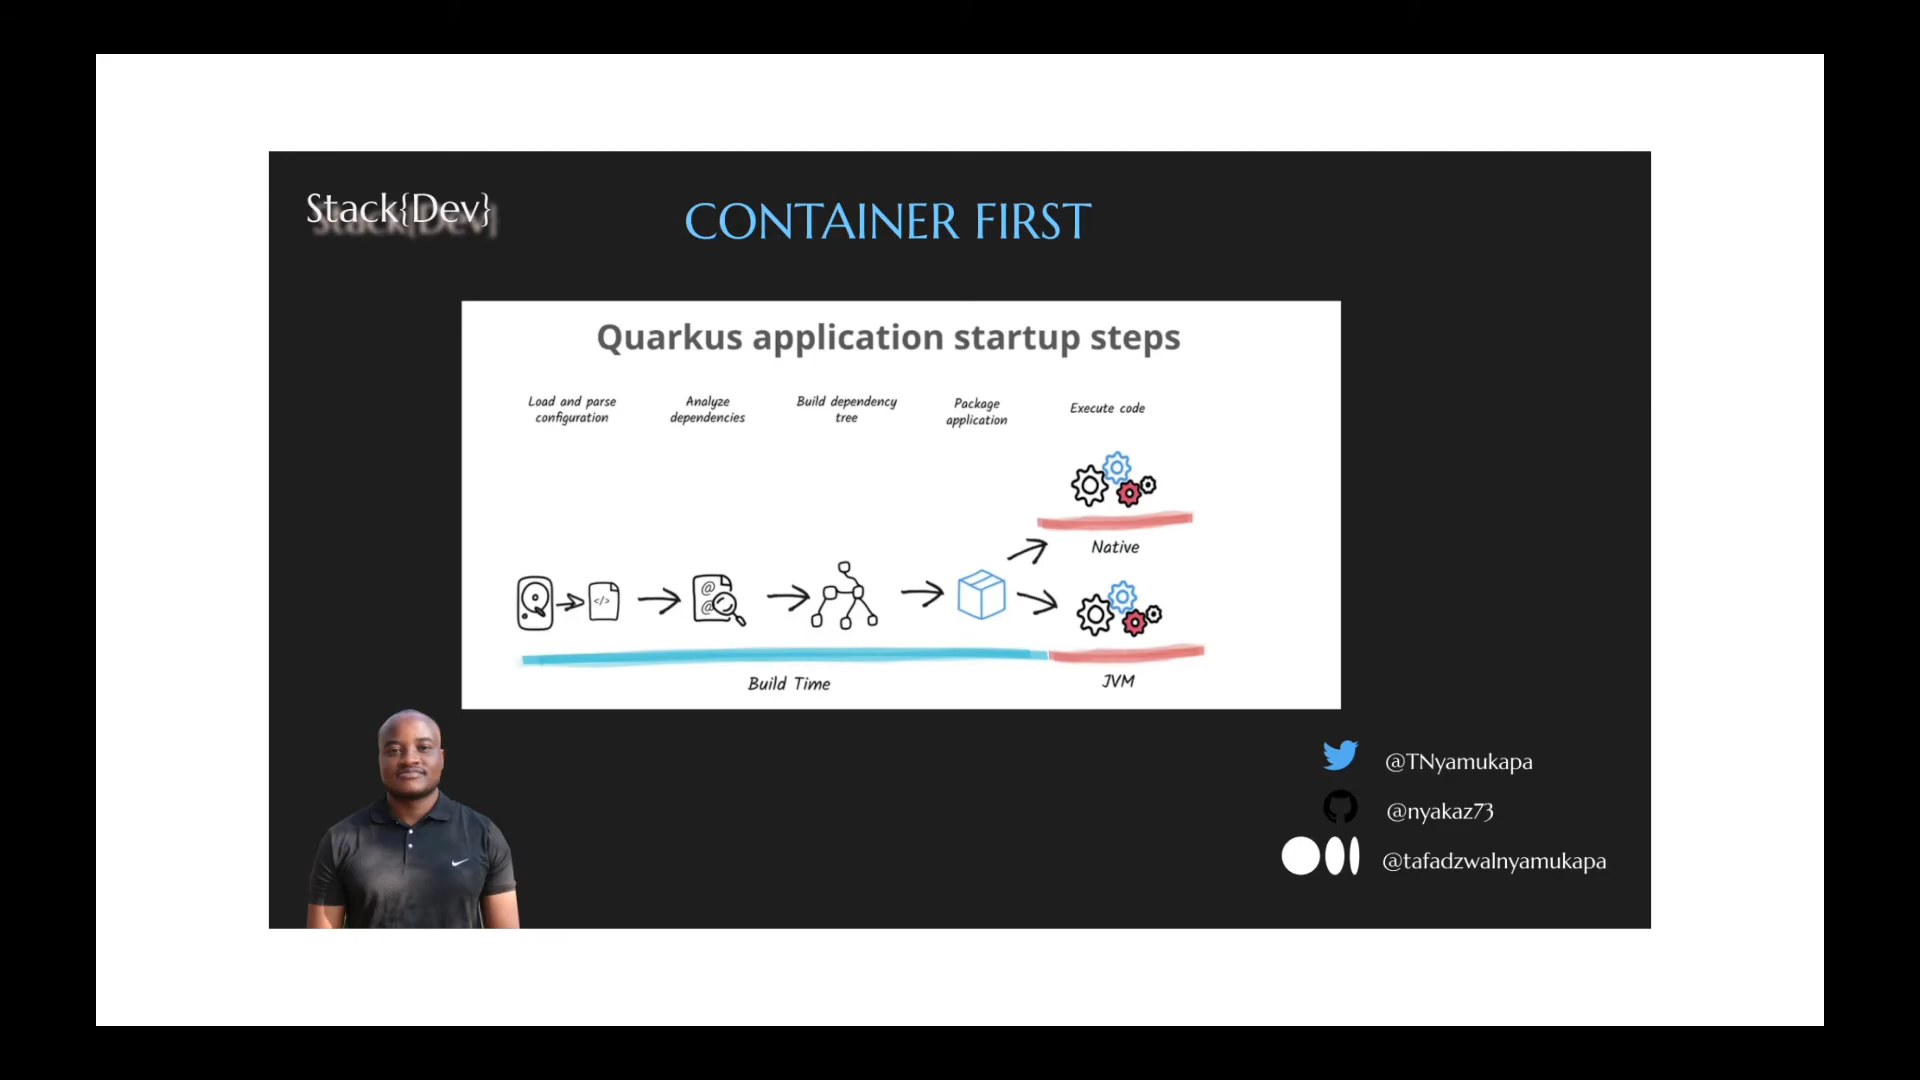 Stack{Dev}
CONTAINER FIRST
Quarkus application startup steps
Load and parse
configuration
Analyze
dependencies
Build dependency
tree
Package
application
Execute code
Native
</>
@
@
Build Time
JVM
@TNyamukapa
@nyakaz73
@tafadzwalnyamukapa